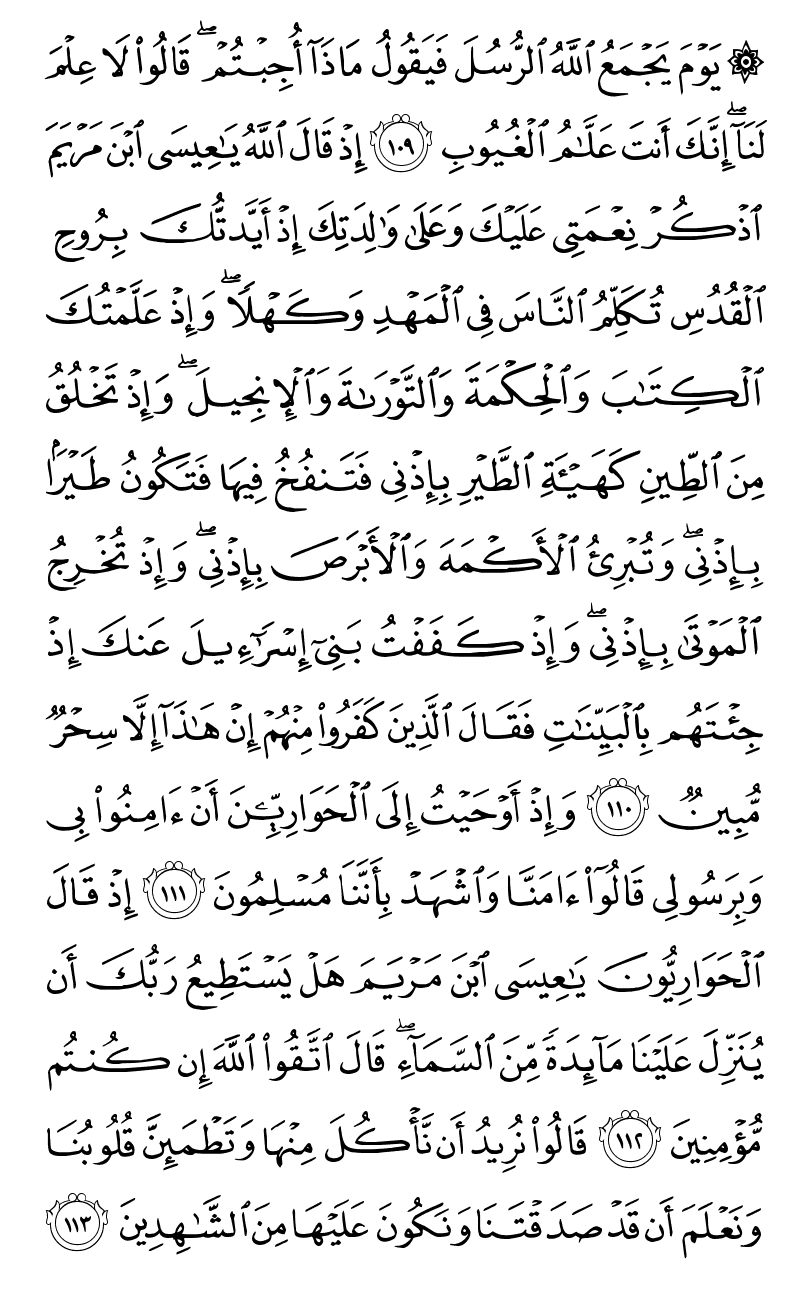 ۞ يَوْمَ يَجْمَعُ ٱللَّهُ ٱلرُّسُلَ فَيَقُولُ مَاذَآ أُجِبْتُمْ ۖ قَالُوا۟ لَا عِلْمَ
لَنَآ ۖ إِنَّكَ أَنتَ عَلَّـٰمُ ٱلْغُيُوبِ ١٠٩ إِذْ قَالَ ٱللَّهُ يَـٰعِيسَى ٱبْنَ مَرْيَمَ
ٱذْكُرْ نِعْمَتِى عَلَيْكَ وَعَلَىٰ وَٰلِدَتِكَ إِذْ أَيَّدتُّكَ بِرُوحِ
ٱلْقُدُسِ تُكَلِّمُ ٱلنَّاسَ فِى ٱلْمَهْدِ وَكَهْلًا ۖ وَإِذْ عَلَّمْتُكَ
ٱلْكِتَـٰبَ وَٱلْحِكْمَةَ وَٱلتَّوْرَىٰةَ وَٱلْإِنجِيلَ ۖ وَإِذْ تَخْلُقُ
مِنَ ٱلطِّينِ كَهَيْـَٔةِ ٱلطَّيْرِ بِإِذْنِى فَتَنفُخُ فِيهَا فَتَكُونُ طَيْرًۢا
بِإِذْنِى ۖ وَتُبْرِئُ ٱلْأَكْمَهَ وَٱلْأَبْرَصَ بِإِذْنِى ۖ وَإِذْ تُخْرِجُ
ٱلْمَوْتَىٰ بِإِذْنِى ۖ وَإِذْ كَفَفْتُ بَنِىٓ إِسْرَٰٓءِيلَ عَنكَ إِذْ
جِئْتَهُم بِٱلْبَيِّنَـٰتِ فَقَالَ ٱلَّذِينَ كَفَرُوا۟ مِنْهُمْ إِنْ هَـٰذَآ إِلَّا سِحْرٌ
مُّبِينٌ ١١٠ وَإِذْ أَوْحَيْتُ إِلَى ٱلْحَوَارِيِّـۧنَ أَنْ ءَامِنُوا۟ بِى
وَبِرَسُولِى قَالُوٓا۟ ءَامَنَّا وَٱشْهَدْ بِأَنَّنَا مُسْلِمُونَ ١١١ إِذْ قَالَ
ٱلْحَوَارِيُّونَ يَـٰعِيسَى ٱبْنَ مَرْيَمَ هَلْ يَسْتَطِيعُ رَبُّكَ أَن
يُنَزِّلَ عَلَيْنَا مَآئِدَةً مِّنَ ٱلسَّمَآءِ ۖ قَالَ ٱتَّقُوا۟ ٱللَّهَ إِن كُنتُم
مُّؤْمِنِينَ ١١٢ قَالُوا۟ نُرِيدُ أَن نَّأْكُلَ مِنْهَا وَتَطْمَئِنَّ قُلُوبُنَا
وَنَعْلَمَ أَن قَدْ صَدَقْتَنَا وَنَكُونَ عَلَيْهَا مِنَ ٱلشَّـٰهِدِينَ ١١٣